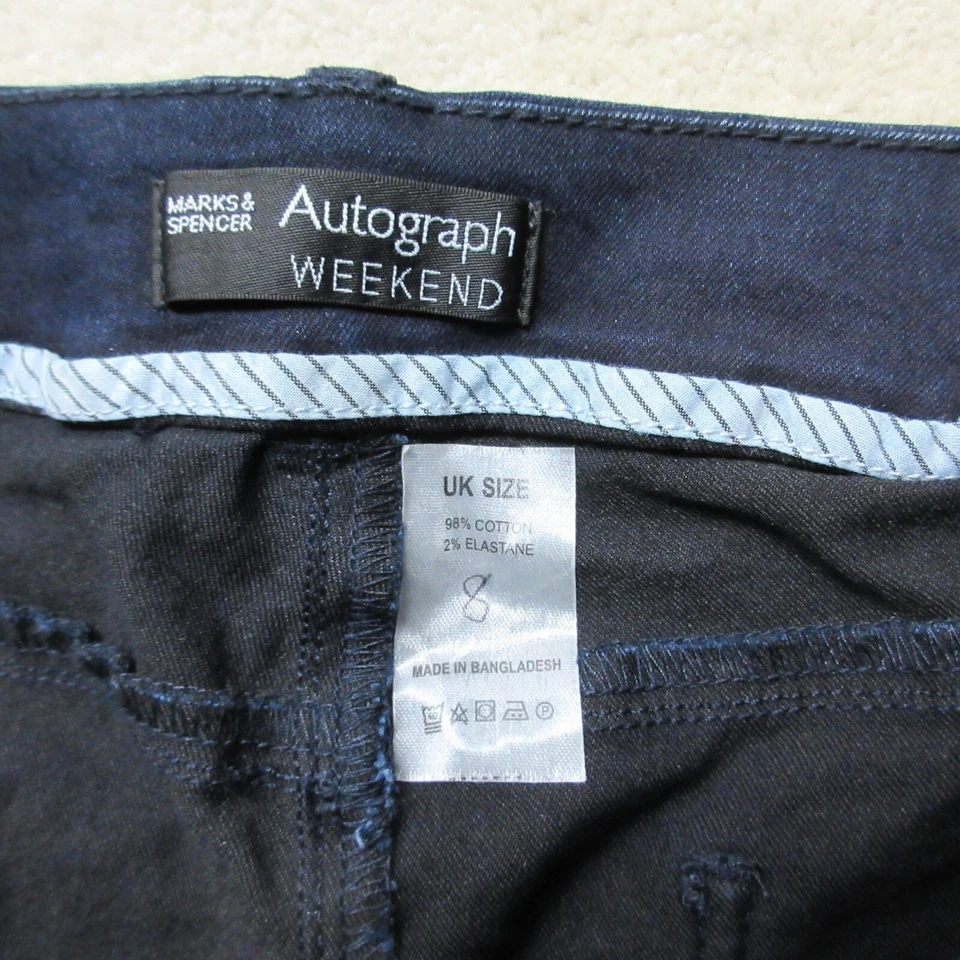 MARKS &
SPENCER
Autograph
WEEKEND
UK SIZE
98% COTTON
2% ELASTANE
8
MADE IN BANGLADESH
P